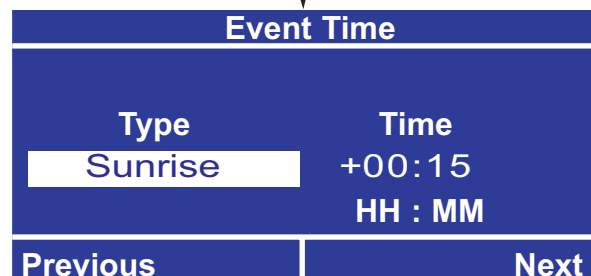 Event Time
Type Time
Sunrise +00:15
HH : MM
Previous Next